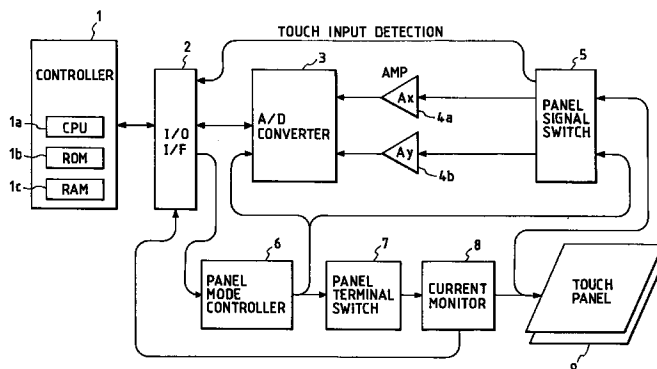 1
CONTROLLER
1a
CPU
1b
ROM
1c
RAM
2
I/O
I/F
TOUCH INPUT DETECTION
3
A/D
CONVERTER
AMP
Ax
4a
Ay
4b
5
PANEL
SIGNAL
SWITCH
6
PANEL
MODE
CONTROLLER
7
PANEL
TERMINAL
SWITCH
8
CURRENT
MONITOR
TOUCH
PANEL